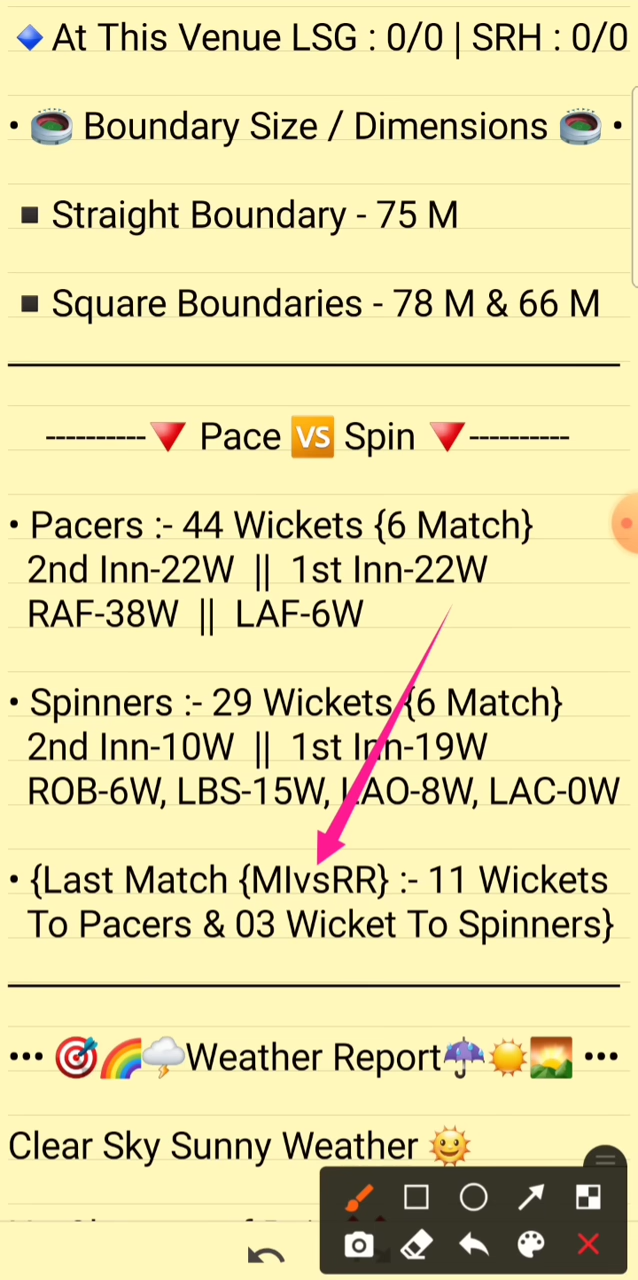 🔹At This Venue LSG : 0/0 | SRH : 0/0
• 🏟️ Boundary Size / Dimensions 🏟️ •
▪️Straight Boundary - 75 M
▪️Square Boundaries - 78 M & 66 M
----------🔻 Pace 🆚 Spin 🔻----------
• Pacers :- 44 Wickets {6 Match}
2nd Inn-22W || 1st Inn-22W
RAF-38W || LAF-6W
• Spinners :- 29 Wickets {6 Match}
2nd Inn-10W || 1st Inn-19W
ROB-6W, LBS-15W, LAO-8W, LAC-0W
• {Last Match {MIvsRR} :- 11 Wickets
To Pacers & 03 Wicket To Spinners}
••• 🎯🌈🌩️Weather Report☔☀️🌄 •••
Clear Sky Sunny Weather 🌞